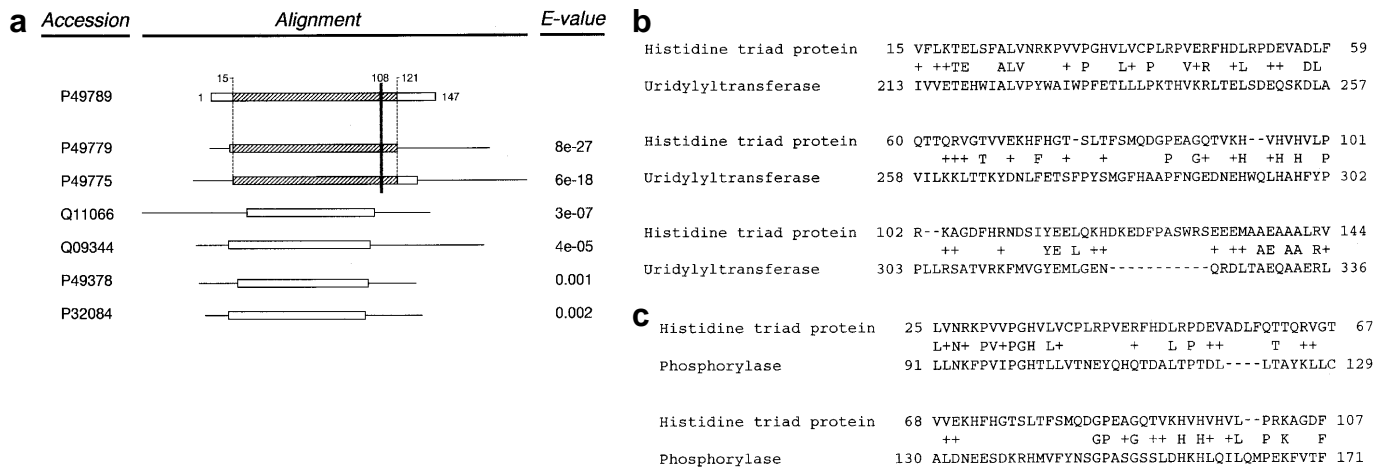 a
Accession Alignment E-value
15 108 121
P49789 1 147
P49779 8e-27
P49775 6e-18
Q11066 3e-07
Q09344 4e-05
P49378 0.001
P32084 0.002
b
Histidine triad protein 15 VFLKTELSFALVNRKPVVPGHVLVCPLRPVERFHDLRPDEVADLF 59
+ ++TE ALV + P L+ P V+R +L ++ DL
Uridylyltransferase 213 IVVETEHWIALVPYWAIWPFETLLLPKTHVKRLTELSDEQSKDLA 257
Histidine triad protein 60 QTTQRVGTVVEKHFHGT-SLTFSMQDGPEAGQTVKH--VHVHVLP 101
+++ T + F + + P G+ +H +HH P
Uridylyltransferase 258 VILKKLTTKYDNLFETSFPYSMGFHAAPFNGEDNEHWQLHAHFYP 302
Histidine triad protein 102 R--KAGDFHRNDSIYEELQKHDKEDFPASWRSEEEMAAEAAALRV 144
++ + YE L ++ + ++ AE AA R+
Uridylyltransferase 303 PLLRSATVRKFMVGYEMLGEN-----------QRDLTAEQAAERL 336
c
Histidine triad protein 25 LVNRKPVVPGHVLVCPLRPVERFHDLRPDEVADLFQTTQRVGT 67
L+N+ PV+PGH L+ + L P ++ T ++
Phosphorylase 91 LLNKFPVIPGHTLLVTNEYQHQTDALTPTDL----LTAYKLLC 129
Histidine triad protein 68 VVEKHFHGTSLTFSMQDGPEAGQTVKHVHVHVL--PRKAGDF 107
++ GP +G ++ H H+ +L P K F
Phosphorylase 130 ALDNEESDKRHMVFYNSGPASGSSLDHKHLQILQMPEKFVTF 171